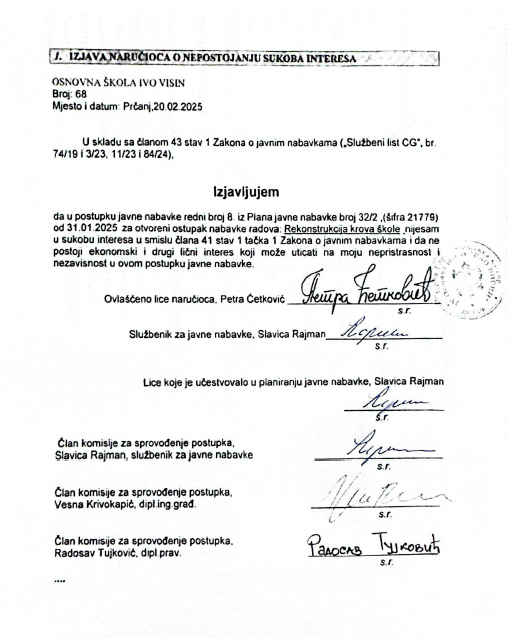 J. IZJAVA NARUČIOCA O NEPOSTOJANJU SUKOBA INTERESA
OSNOVNA ŠKOLA IVO VISIN
Broj: 68
Mjesto i datum: Prčanj,20.02.2025
U skladu sa članom 43 stav 1 Zakona o javnim nabavkama („Službeni list CG", br.
74/19 i 3/23, 11/23 i 84/24),
Izjavljujem
da u postupku javne nabavke redni broj 8. iz Plana javne nabavke broj 32/2 ,(šifra 21779)
od 31.01.2025 za otvoreni ostupak nabavke radova: Rekonstrukcija krova škole nijesam
u sukobu interesa u smislu člana 41 stav 1 tačka 1 Zakona o javnim nabavkama i da ne
postoji ekonomski i drugi lični interes koji može uticati na moju nepristrasnost i
nezavisnost u ovom postupku javne nabavke.
Ovlašćeno lice naručioca, Petra Ćetković Петра Ћетковић
s.r.
Službenik za javne nabavke, Slavica Rajman
s.r.
Lice koje je učestvovalo u planiranju javne nabavke, Slavica Rajman
s.r.
Član komisije za sprovođenje postupka,
Slavica Rajman, službenik za javne nabavke
s.r.
Član komisije za sprovođenje postupka,
Vesna Krivokapić, dipl.ing.građ.
s.r.
Član komisije za sprovođenje postupka,
Radosav Tujković, dipl prav. Радосав Тујковић
s.r.
....